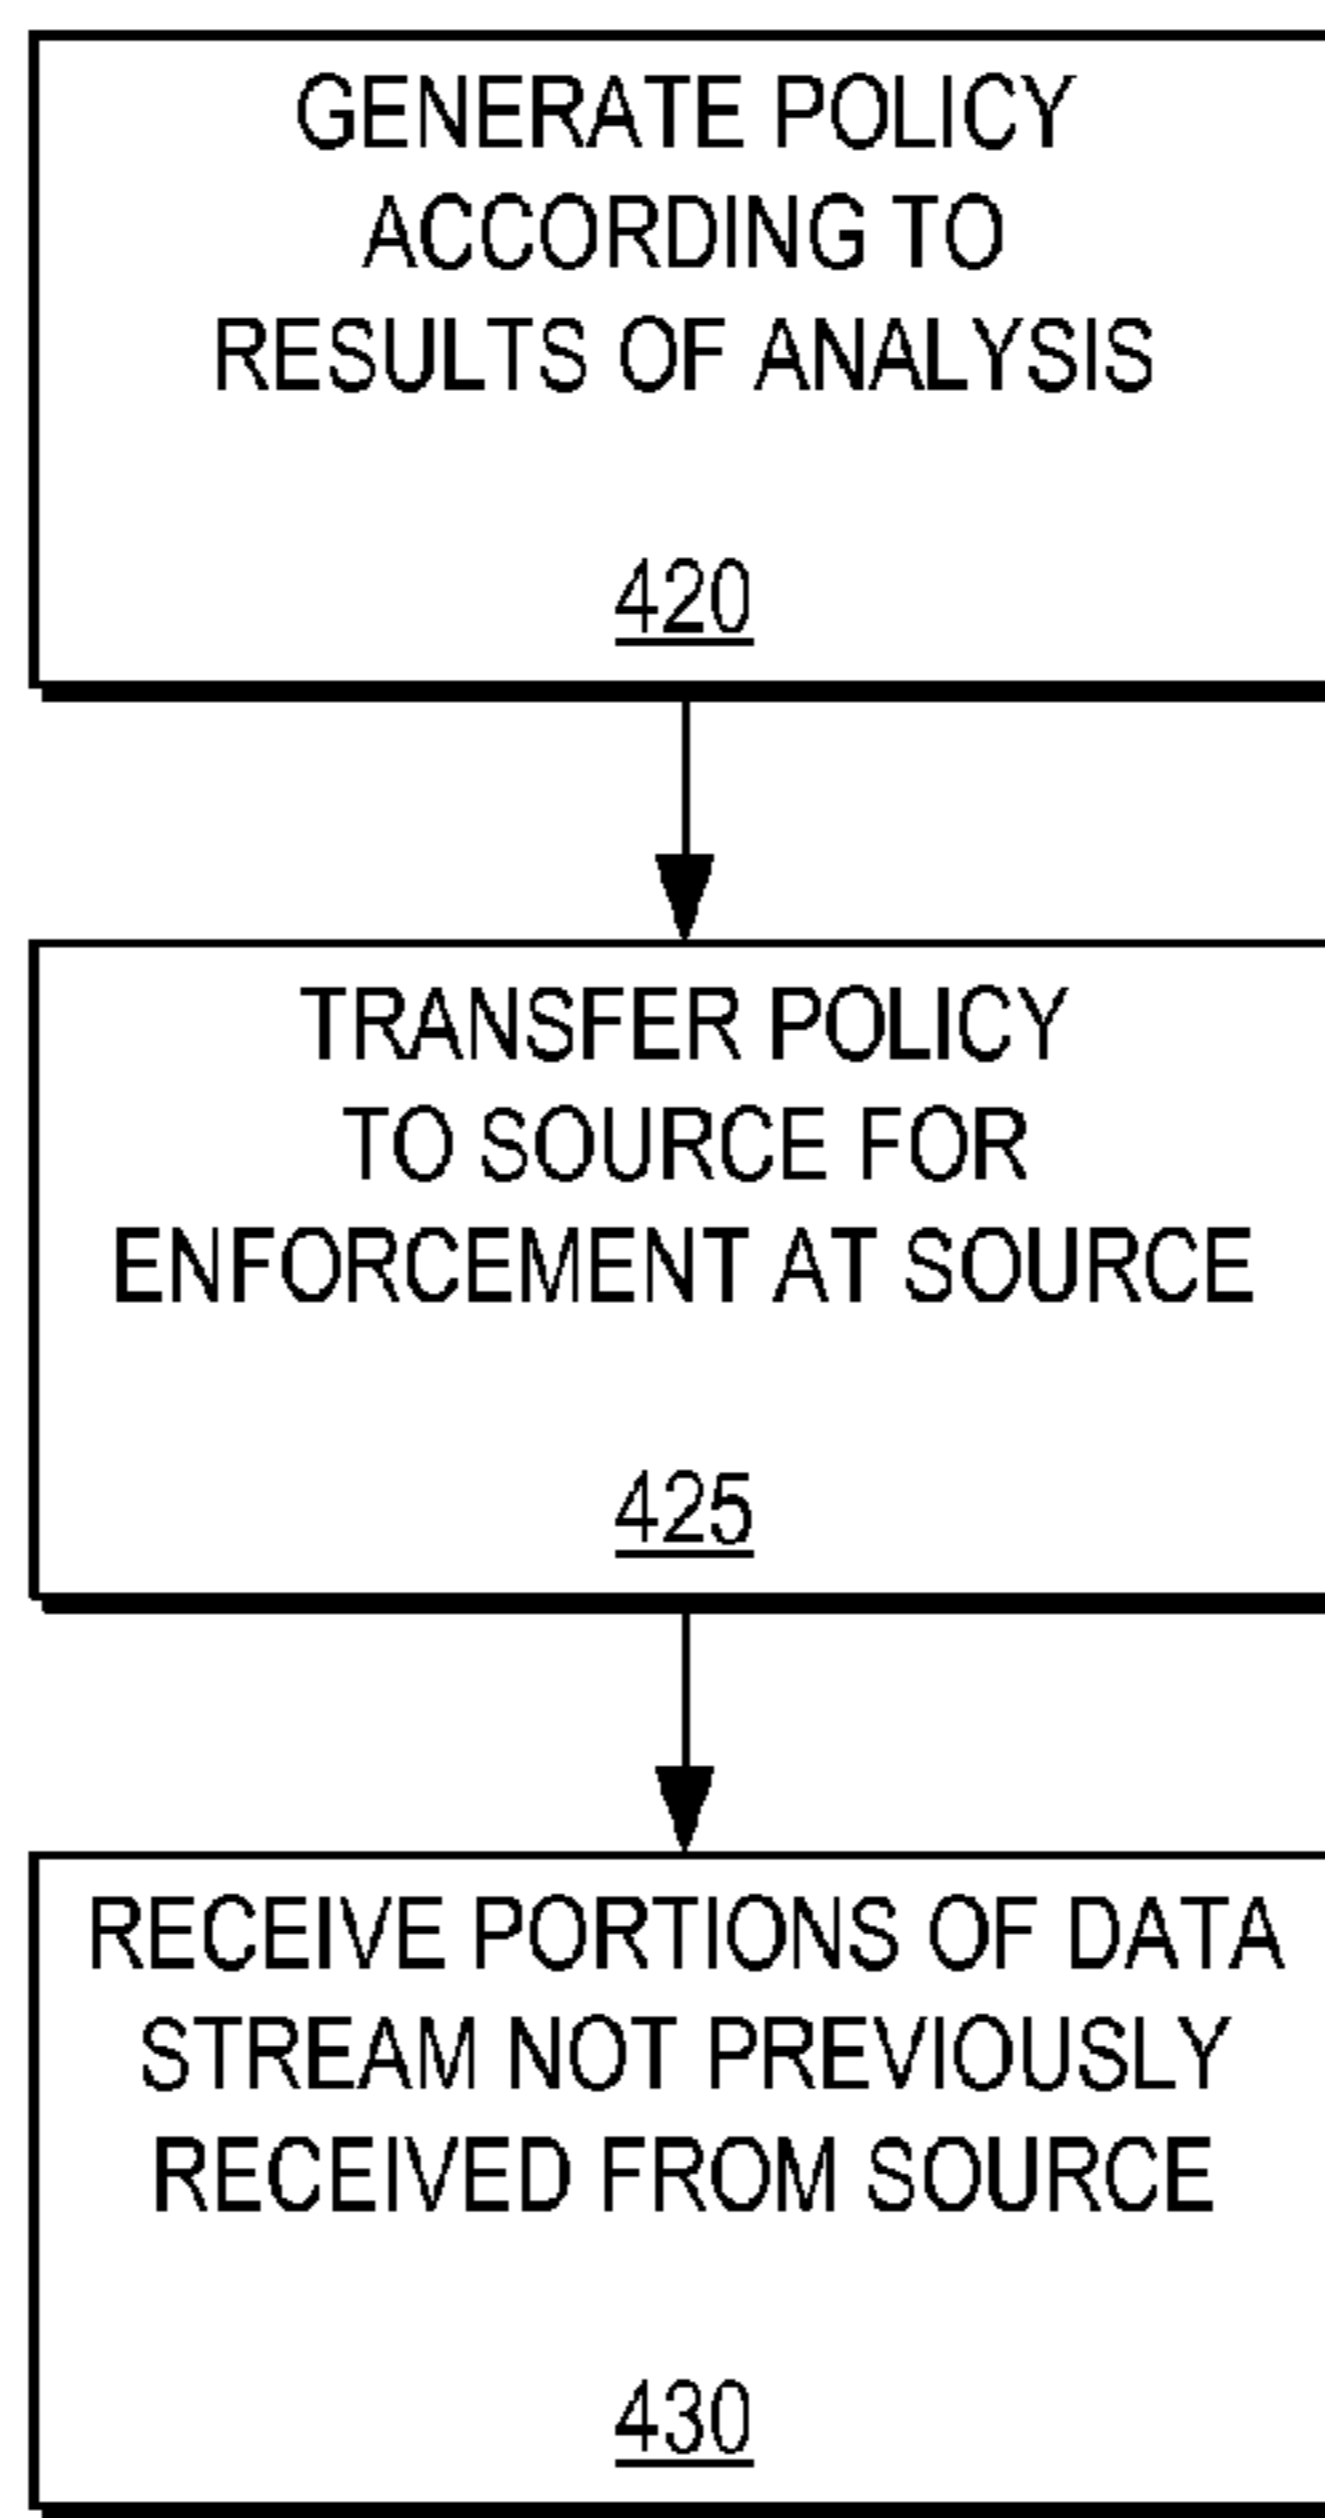 GENERATE POLICY
ACCORDING TO
RESULTS OF ANALYSIS
420
TRANSFER POLICY
TO SOURCE FOR
ENFORCEMENT AT SOURCE
425
RECEIVE PORTIONS OF DATA
STREAM NOT PREVIOUSLY
RECEIVED FROM SOURCE
430